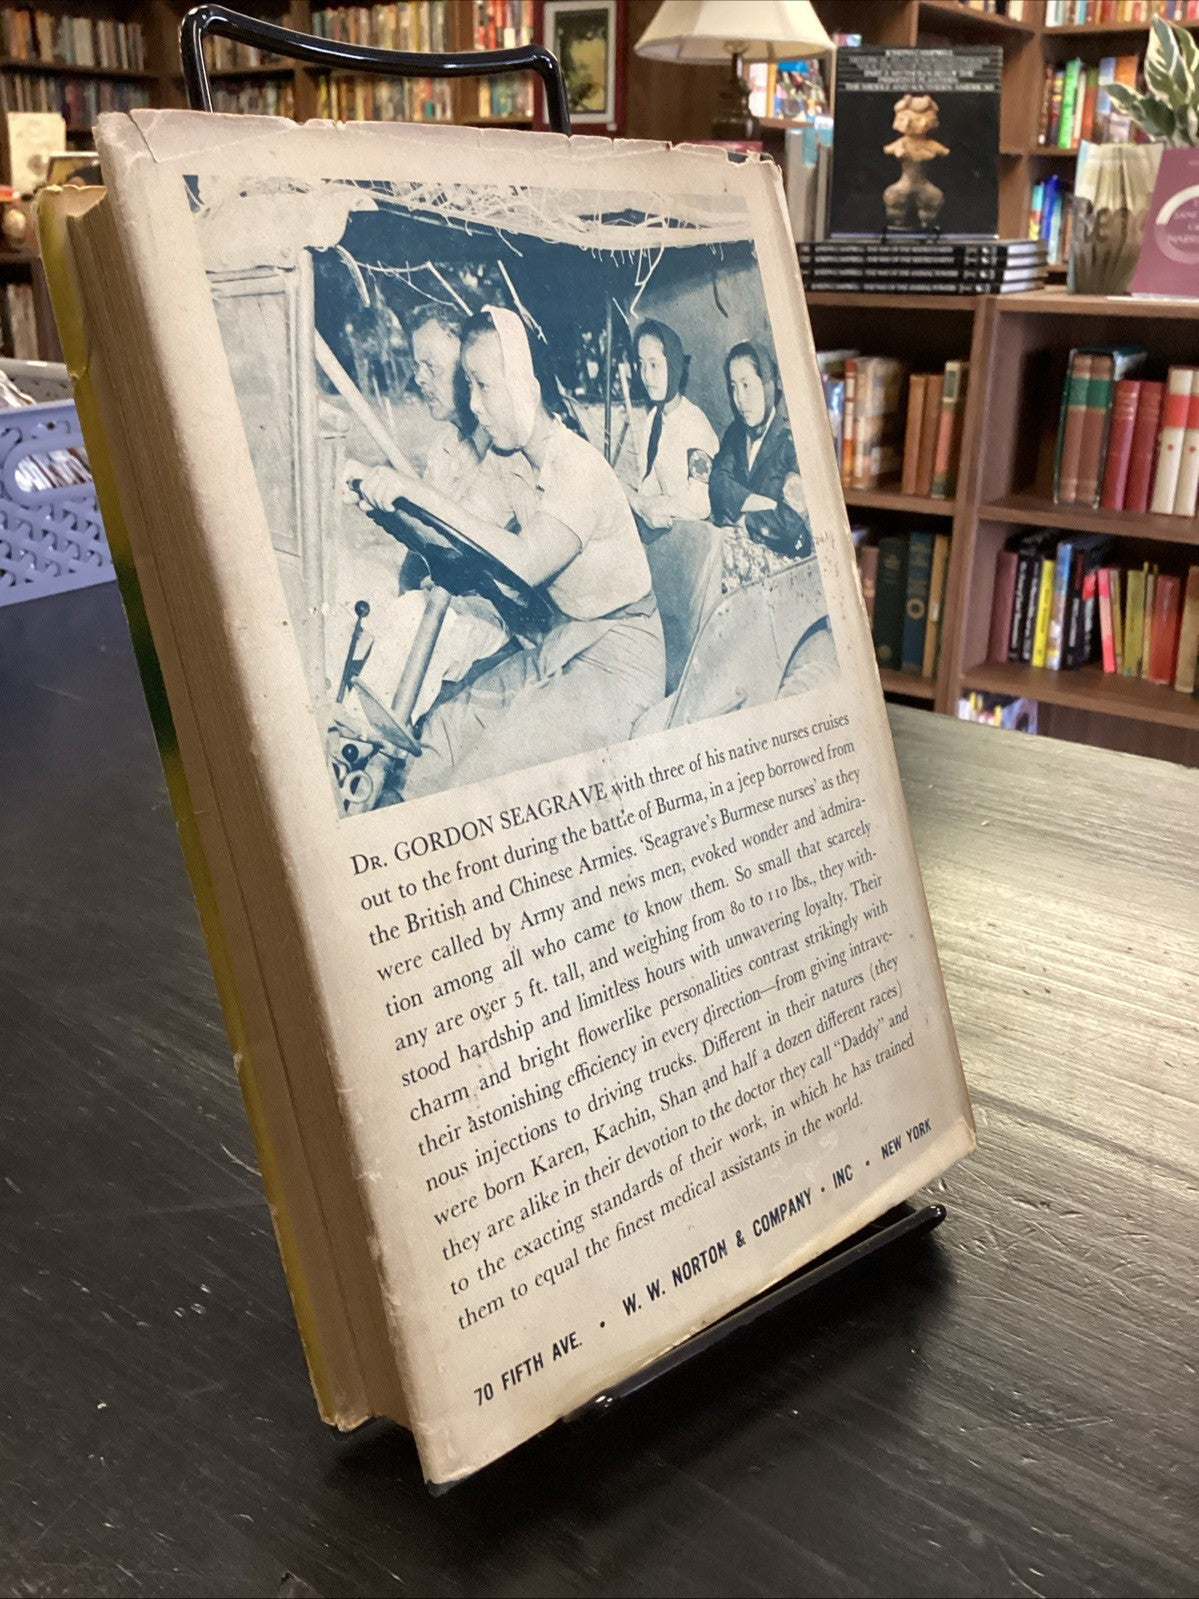 JOSEPH CAMPBELL
DR. GORDON SEAGRAVE with three of his native nurses cruises
out to the front during the battle of Burma, in a jeep borrowed from
the British and Chinese Armies. 'Seagrave's Burmese nurses' as they
were called by Army and news men, evoked wonder and admira-
tion among all who came to know them. So small that scarcely
any are over 5 ft. tall, and weighing from 80 to 110 lbs., they with-
stood hardship and limitless hours with unwavering loyalty. Their
charm and bright flowerlike personalities contrast strikingly with
their astonishing efficiency in every direction—from giving intrave-
nous injections to driving trucks. Different in their natures (they
were born Karen, Kachin, Shan and half a dozen different races)
they are alike in their devotion to the doctor they call "Daddy" and
to the exacting standards of their work, in which he has trained
them to equal the finest medical assistants in the world.
70 FIFTH AVE. • W. W. NORTON & COMPANY • INC • NEW YORK